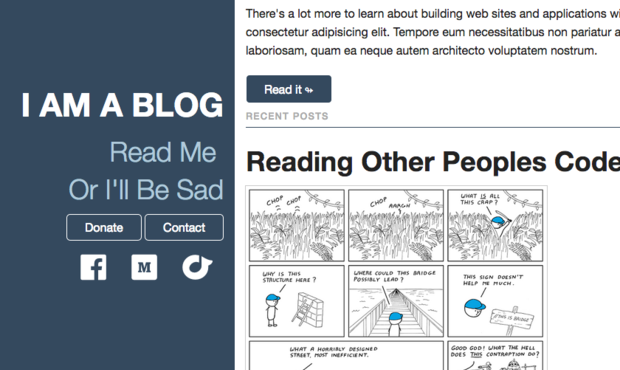 I AM A BLOG
Read Me
Or I'll Be Sad
Donate
Contact
M
There's a lot more to learn about building web sites and applications wi
consectetur adipisicing elit. Tempore eum necessitatibus non pariatur a
laboriosam, quam ea neque autem architecto voluptatem nostrum.
Read it
RECENT POSTS
Reading Other Peoples Code
CHOP CHOP
CHOP
AAAGH
WHAT IS ALL
THIS CRAP?
WHY IS THIS
STRUCTURE HERE?
WHERE COULD THIS BRIDGE
POSSIBLY LEAD?
THIS SIGN DOESN'T
HELP ME MUCH.
WHAT A HORRIBLY DESIGNED
STREET, MOST INEFFICIENT.
GOOD GOD! WHAT THE HELL
DOES THIS CONTRAPTION DO?